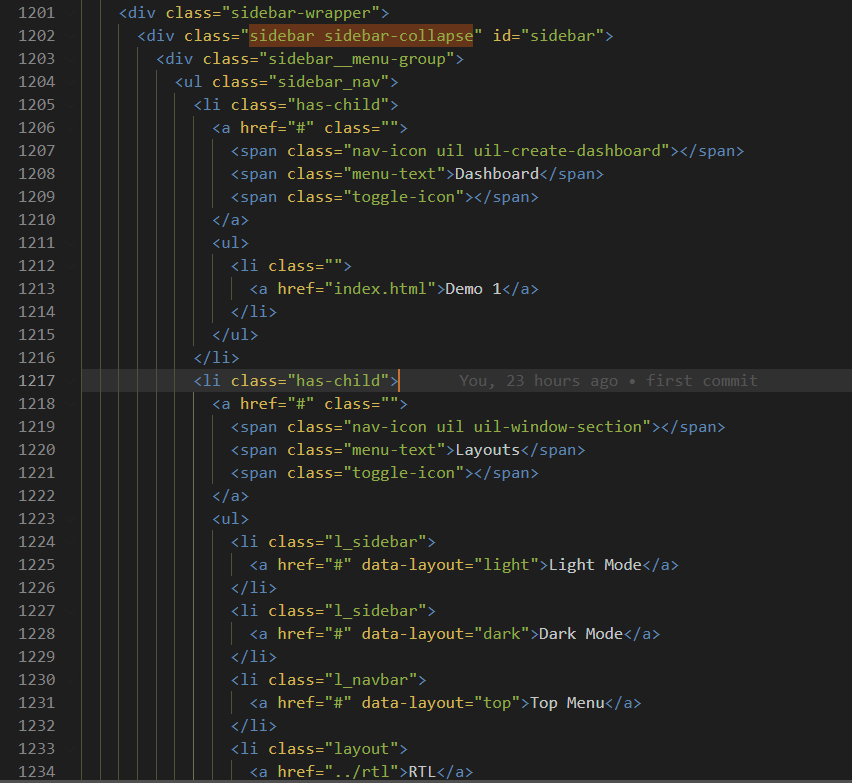 1201 <div class="sidebar-wrapper">
1202 <div class="sidebar sidebar-collapse" id="sidebar">
1203 <div class="sidebar__menu-group">
1204 <ul class="sidebar_nav">
1205 <li class="has-child">
1206 <a href="#" class="">
1207 <span class="nav-icon uil uil-create-dashboard"></span>
1208 <span class="menu-text">Dashboard</span>
1209 <span class="toggle-icon"></span>
1210 </a>
1211 <ul>
1212 <li class="">
1213 <a href="index.html">Demo 1</a>
1214 </li>
1215 </ul>
1216 </li>
1217 <li class="has-child"> You, 23 hours ago • first commit
1218 <a href="#" class="">
1219 <span class="nav-icon uil uil-window-section"></span>
1220 <span class="menu-text">Layouts</span>
1221 <span class="toggle-icon"></span>
1222 </a>
1223 <ul>
1224 <li class="l_sidebar">
1225 <a href="#" data-layout="light">Light Mode</a>
1226 </li>
1227 <li class="l_sidebar">
1228 <a href="#" data-layout="dark">Dark Mode</a>
1229 </li>
1230 <li class="l_navbar">
1231 <a href="#" data-layout="top">Top Menu</a>
1232 </li>
1233 <li class="layout">
1234 <a href="../rtl">RTL</a>